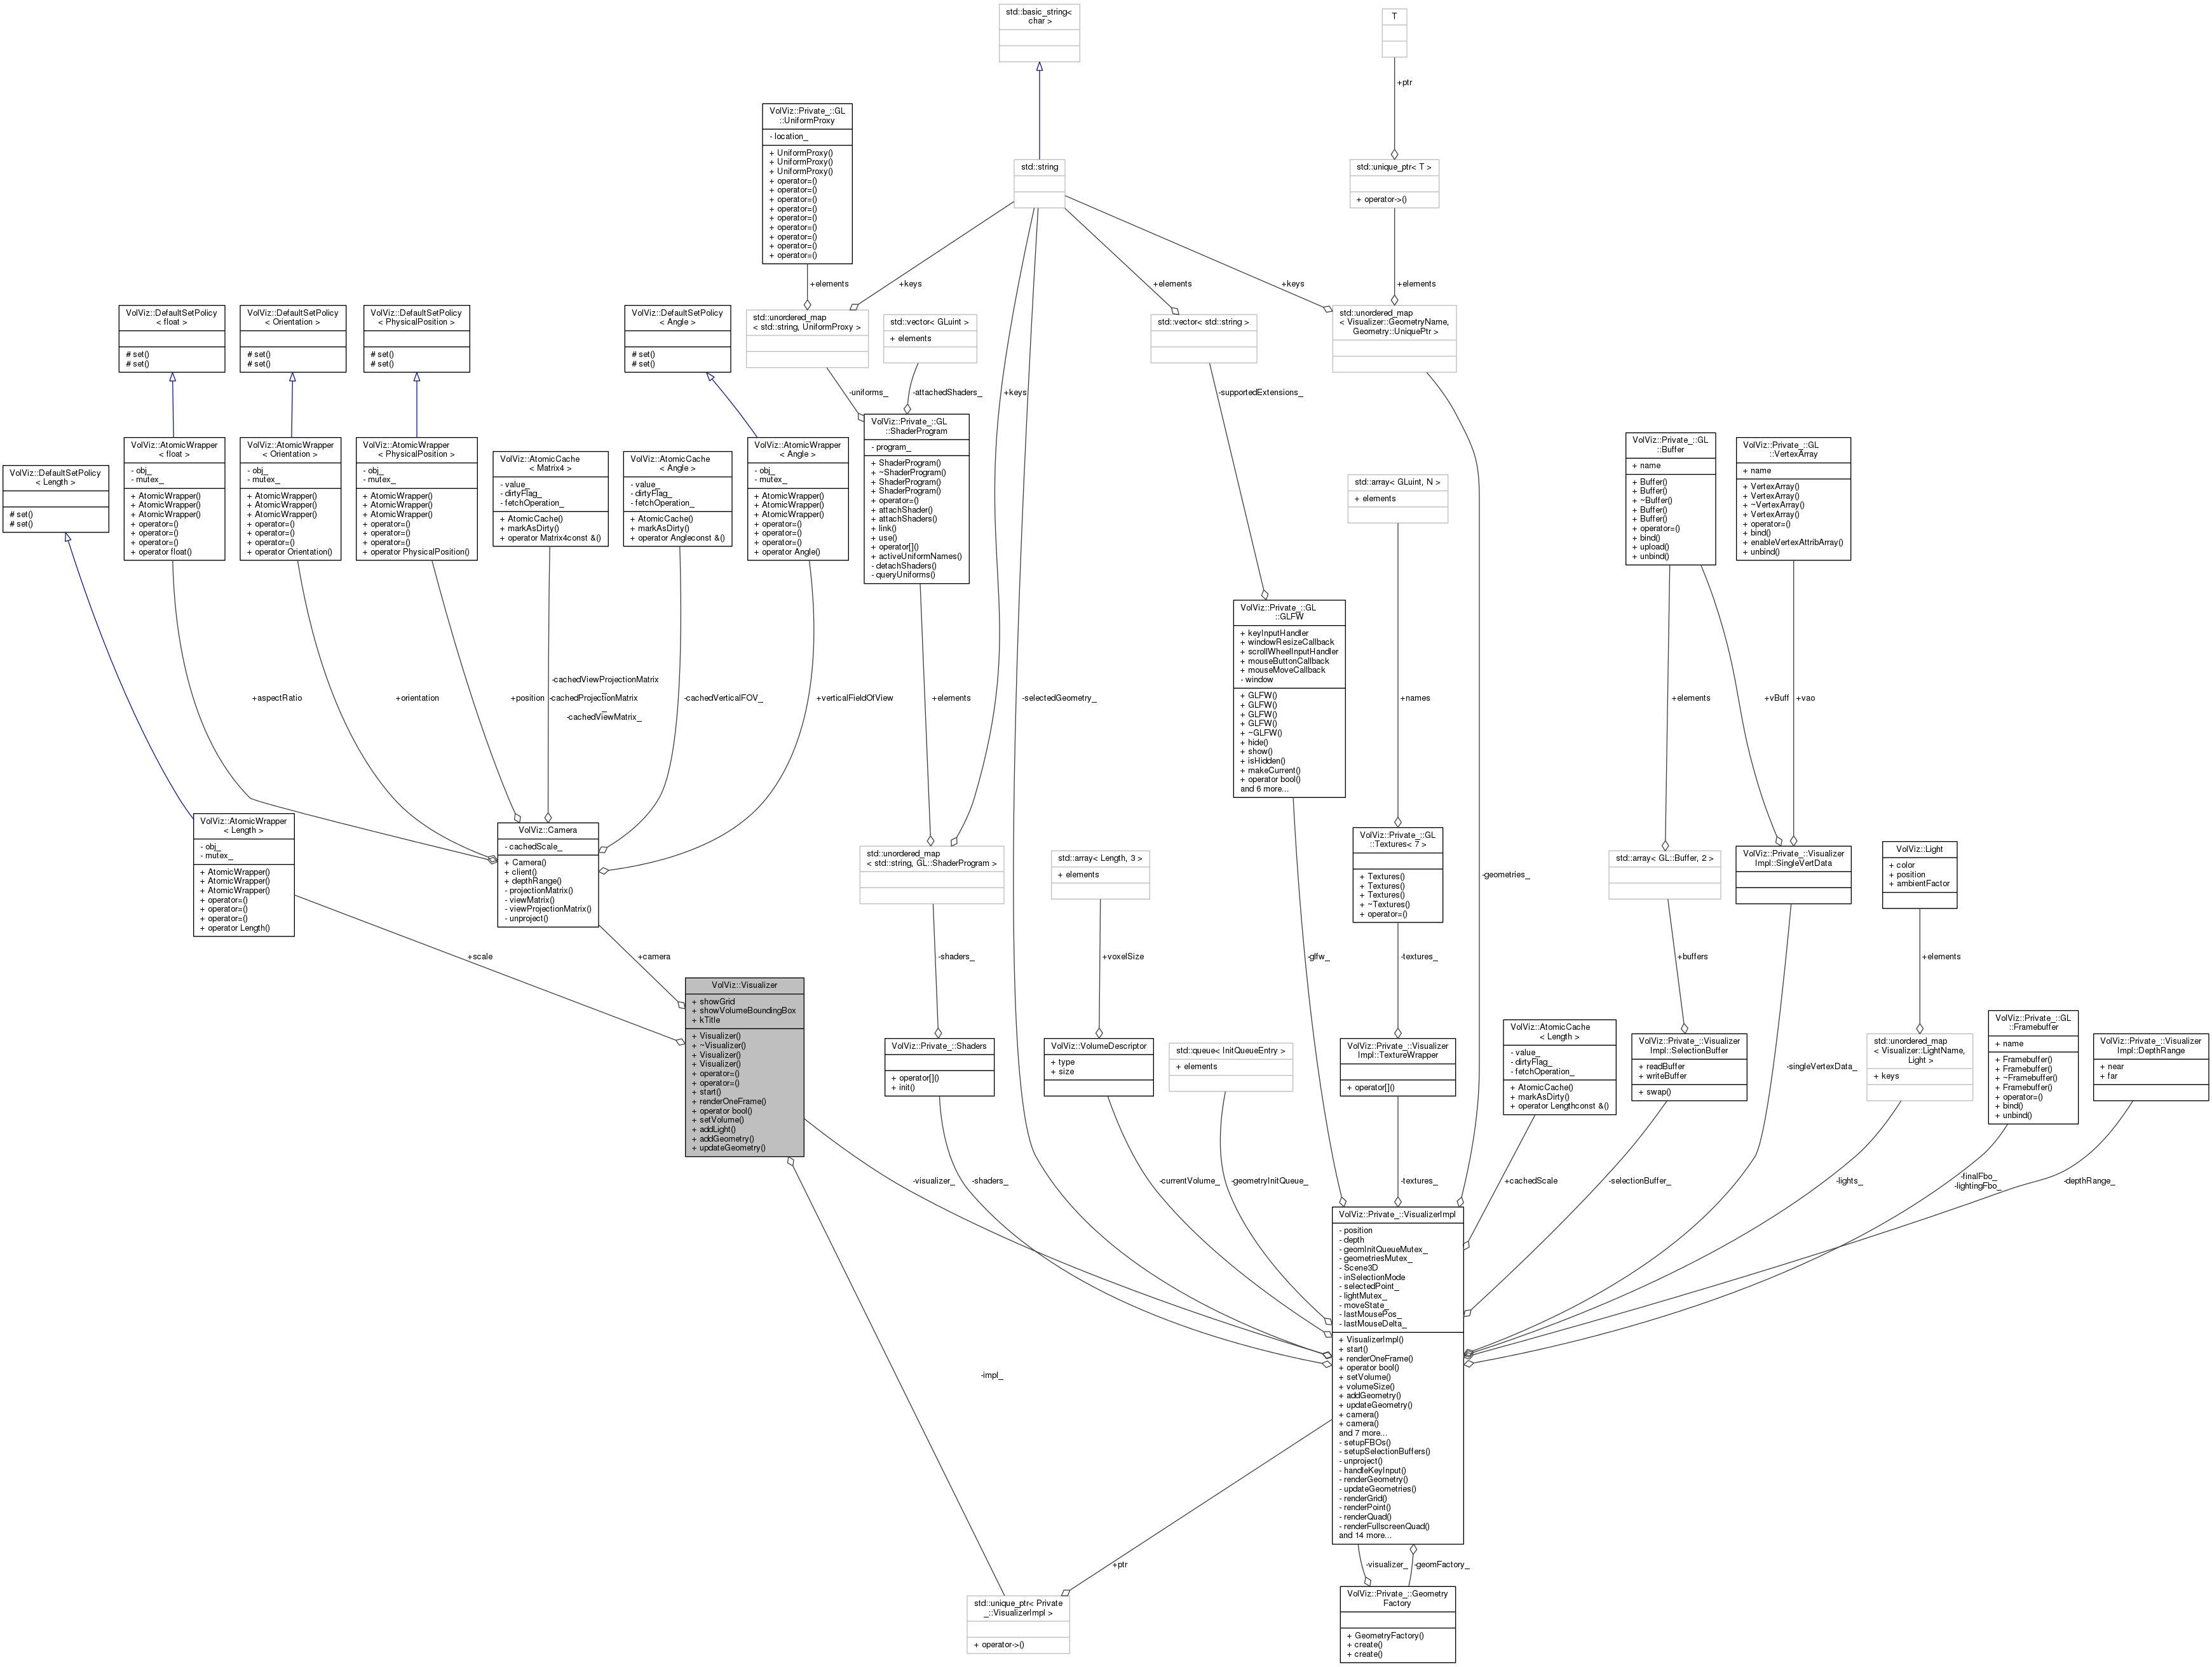 std::basic_string<
char >
T
+ptr
VolViz::Private_::GL
::UniformProxy
- location_
+ UniformProxy()
+ UniformProxy()
+ UniformProxy()
+ operator=()
+ operator=()
+ operator=()
+ operator=()
+ operator=()
+ operator=()
+ operator=()
+ operator=()
+ operator=()
std::string
std::unique_ptr< T >
+ operator->()
+elements
+keys
+elements
+keys
+elements
VolViz::DefaultSetPolicy
< float >
# set()
# set()
VolViz::DefaultSetPolicy
< Orientation >
# set()
# set()
VolViz::DefaultSetPolicy
< PhysicalPosition >
# set()
# set()
VolViz::DefaultSetPolicy
< Angle >
# set()
# set()
std::unordered_map
< std::string, UniformProxy >
std::vector< GLuint >
+ elements
std::vector< std::string >
std::unordered_map
< Visualizer::GeometryName,
Geometry::UniquePtr >
-uniforms_
-attachedShaders_
+keys
-supportedExtensions_
VolViz::DefaultSetPolicy
< Length >
# set()
# set()
VolViz::AtomicWrapper
< float >
- obj_
- mutex_
+ AtomicWrapper()
+ AtomicWrapper()
+ AtomicWrapper()
+ operator=()
+ operator=()
+ operator=()
+ operator float()
VolViz::AtomicWrapper
< Orientation >
- obj_
- mutex_
+ AtomicWrapper()
+ AtomicWrapper()
+ AtomicWrapper()
+ operator=()
+ operator=()
+ operator=()
+ operator Orientation()
VolViz::AtomicWrapper
< PhysicalPosition >
- obj_
- mutex_
+ AtomicWrapper()
+ AtomicWrapper()
+ AtomicWrapper()
+ operator=()
+ operator=()
+ operator=()
+ operator PhysicalPosition()
VolViz::AtomicCache
< Matrix4 >
- value_
- dirtyFlag_
- fetchOperation_
+ AtomicCache()
+ markAsDirty()
+ operator Matrix4const &()
VolViz::AtomicCache
< Angle >
- value_
- dirtyFlag_
- fetchOperation_
+ AtomicCache()
+ markAsDirty()
+ operator Angleconst &()
VolViz::AtomicWrapper
< Angle >
- obj_
- mutex_
+ AtomicWrapper()
+ AtomicWrapper()
+ AtomicWrapper()
+ operator=()
+ operator=()
+ operator=()
+ operator Angle()
VolViz::Private_::GL
::ShaderProgram
- program_
+ ShaderProgram()
+ ~ShaderProgram()
+ ShaderProgram()
+ ShaderProgram()
+ operator=()
+ attachShader()
+ attachShaders()
+ link()
+ use()
+ operator[]()
+ activeUniformNames()
- detachShaders()
- queryUniforms()
std::array< GLuint, N >
+ elements
VolViz::Private_::GL
::Buffer
+ name
+ Buffer()
+ Buffer()
+ ~Buffer()
+ Buffer()
+ Buffer()
+ operator=()
+ bind()
+ upload()
+ unbind()
VolViz::Private_::GL
::VertexArray
+ name
+ VertexArray()
+ VertexArray()
+ ~VertexArray()
+ VertexArray()
+ operator=()
+ bind()
+ enableVertexAttribArray()
+ unbind()
VolViz::Private_::GL
::GLFW
+ keyInputHandler
+ windowResizeCallback
+ scrollWheelInputHandler
+ mouseButtonCallback
+ mouseMoveCallback
- window
+ GLFW()
+ GLFW()
+ GLFW()
+ GLFW()
+ ~GLFW()
+ hide()
+ show()
+ isHidden()
+ makeCurrent()
+ operator bool()
and 6 more...
+aspectRatio
+orientation
+position
-cachedViewProjectionMatrix
_
-cachedProjectionMatrix
_
-cachedViewMatrix_
-cachedVerticalFOV_
+verticalFieldOfView
+elements
-selectedGeometry_
+names
+elements
+vBuff
+vao
VolViz::AtomicWrapper
< Length >
- obj_
- mutex_
+ AtomicWrapper()
+ AtomicWrapper()
+ AtomicWrapper()
+ operator=()
+ operator=()
+ operator=()
+ operator Length()
VolViz::Camera
- cachedScale_
+ Camera()
+ client()
+ depthRange()
- projectionMatrix()
- viewMatrix()
- viewProjectionMatrix()
- unproject()
std::unordered_map
< std::string, GL::ShaderProgram >
std::array< Length, 3 >
+ elements
VolViz::Private_::GL
::Textures< 7 >
+ Textures()
+ Textures()
+ Textures()
+ ~Textures()
+ operator=()
-geometries_
std::array< GL::Buffer, 2 >
VolViz::Private_::Visualizer
Impl::SingleVertData
VolViz::Light
+ color
+ position
+ ambientFactor
+scale
+camera
-shaders_
+voxelSize
-glfw_
-textures_
+buffers
+elements
VolViz::Visualizer
+ showGrid
+ showVolumeBoundingBox
+ kTitle
+ Visualizer()
+ ~Visualizer()
+ Visualizer()
+ Visualizer()
+ operator=()
+ operator=()
+ start()
+ renderOneFrame()
+ operator bool()
+ setVolume()
+ addLight()
+ addGeometry()
+ updateGeometry()
VolViz::Private_::Shaders
+ operator[]()
+ init()
VolViz::VolumeDescriptor
+ type
+ size
std::queue< InitQueueEntry >
+ elements
VolViz::Private_::Visualizer
Impl::TextureWrapper
+ operator[]()
VolViz::AtomicCache
< Length >
- value_
- dirtyFlag_
- fetchOperation_
+ AtomicCache()
+ markAsDirty()
+ operator Lengthconst &()
VolViz::Private_::Visualizer
Impl::SelectionBuffer
+ readBuffer
+ writeBuffer
+ swap()
-singleVertexData_
std::unordered_map
< Visualizer::LightName,
Light >
+ keys
VolViz::Private_::GL
::Framebuffer
+ name
+ Framebuffer()
+ Framebuffer()
+ ~Framebuffer()
+ Framebuffer()
+ operator=()
+ bind()
+ unbind()
VolViz::Private_::Visualizer
Impl::DepthRange
+ near
+ far
-visualizer_
-shaders_
-currentVolume_
-geometryInitQueue_
-textures_
+cachedScale
-selectionBuffer_
-lights_
-finalFbo_
-lightingFbo_
-depthRange_
VolViz::Private_::VisualizerImpl
- position
- depth
- geomInitQueueMutex_
- geometriesMutex_
- Scene3D
- inSelectionMode
- selectedPoint_
- lightMutex_
- moveState_
- lastMousePos_
- lastMouseDelta_
+ VisualizerImpl()
+ start()
+ renderOneFrame()
+ operator bool()
+ setVolume()
+ volumeSize()
+ addGeometry()
+ updateGeometry()
+ camera()
+ camera()
and 7 more...
- setupFBOs()
- setupSelectionBuffers()
- unproject()
- handleKeyInput()
- renderGeometry()
- updateGeometries()
- renderGrid()
- renderPoint()
- renderQuad()
- renderFullscreenQuad()
and 14 more...
-impl_
+ptr
-visualizer_
-geomFactory_
std::unique_ptr< Private
_::VisualizerImpl >
+ operator->()
VolViz::Private_::Geometry
Factory
+ GeometryFactory()
+ create()
+ create()